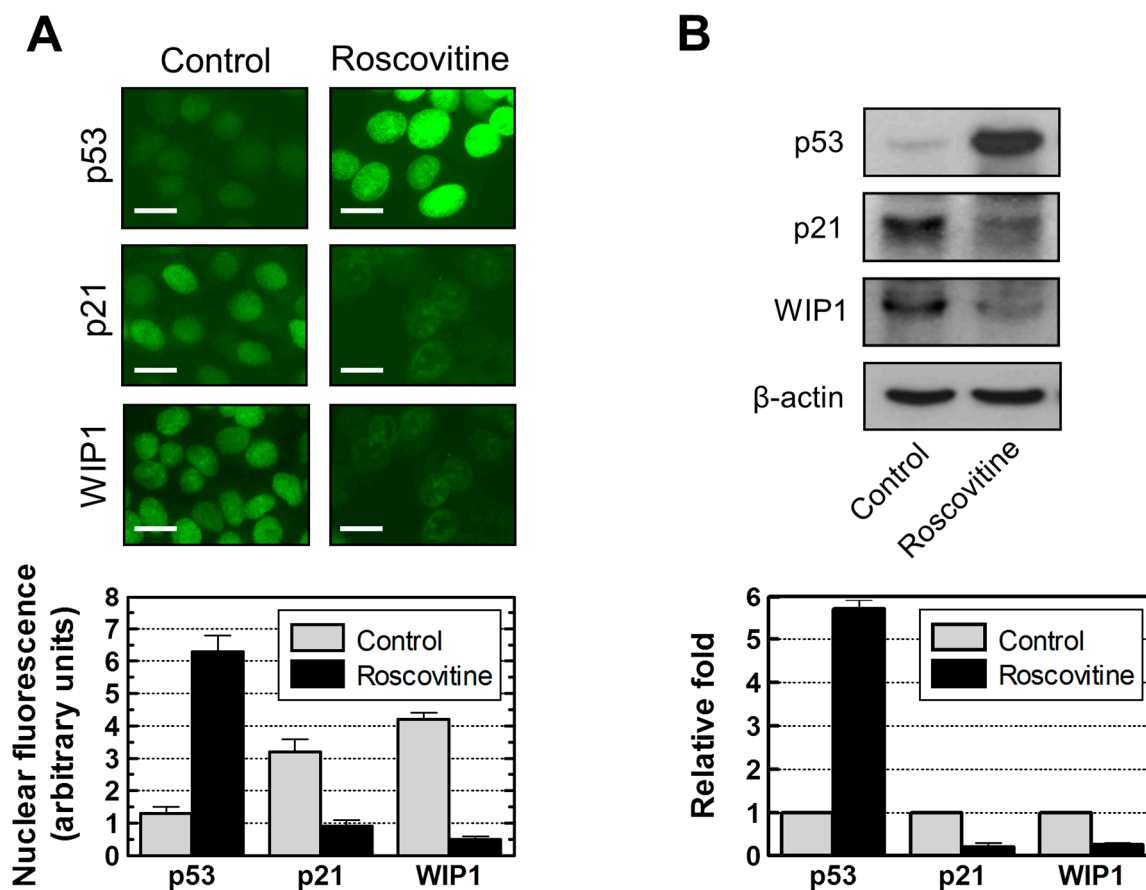 A
Control
Roscovitine
p53
p21
WIP1
Nuclear fluorescence
(arbitrary units)
8
7
6
5
4
3
2
1
0
Control
Roscovitine
p53
p21
WIP1
B
p53
p21
WIP1
β-actin
Control
Roscovitine
Relative fold
6
5
4
3
2
1
0
Control
Roscovitine
p53
p21
WIP1